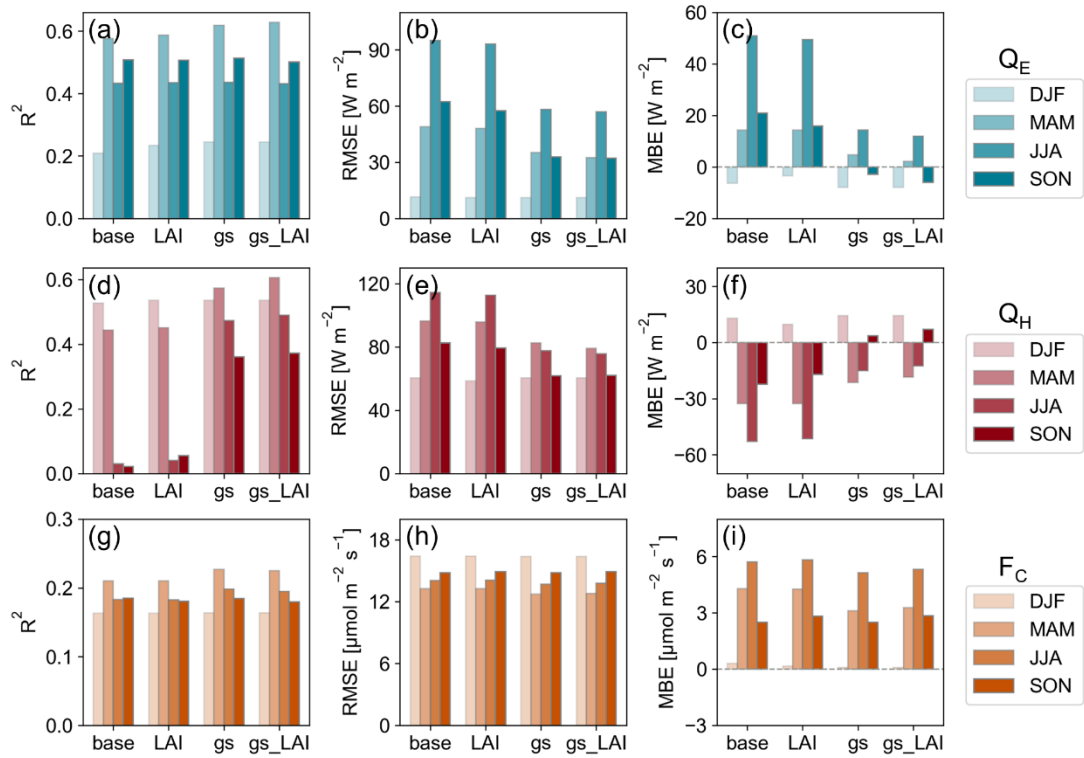 (a)
(b)
(c)
R²
0.6
0.4
0.2
0.0
base LAI gs gs_LAI
RMSE [W m⁻²]
90
60
30
0
base LAI gs gs_LAI
MBE [W m⁻²]
60
40
20
0
−20
base LAI gs gs_LAI
Q_E
DJF
MAM
JJA
SON
(d)
(e)
(f)
R²
0.6
0.4
0.2
0.0
base LAI gs gs_LAI
RMSE [W m⁻²]
120
80
40
0
base LAI gs gs_LAI
MBE [W m⁻²]
30
0
−30
−60
base LAI gs gs_LAI
Q_H
DJF
MAM
JJA
SON
(g)
(h)
(i)
R²
0.3
0.2
0.1
0.0
base LAI gs gs_LAI
RMSE [μmol m⁻² s⁻¹]
18
12
6
0
base LAI gs gs_LAI
MBE [μmol m⁻² s⁻¹]
6
3
0
−3
base LAI gs gs_LAI
F_C
DJF
MAM
JJA
SON